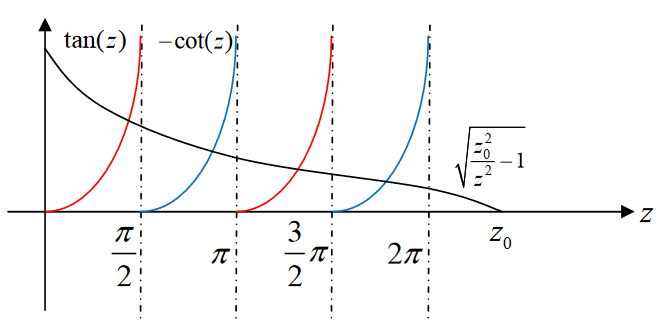 tan(z) −cot(z)
√(z₀²/z² −1)
z
π/2 π 3/2 π 2π z₀